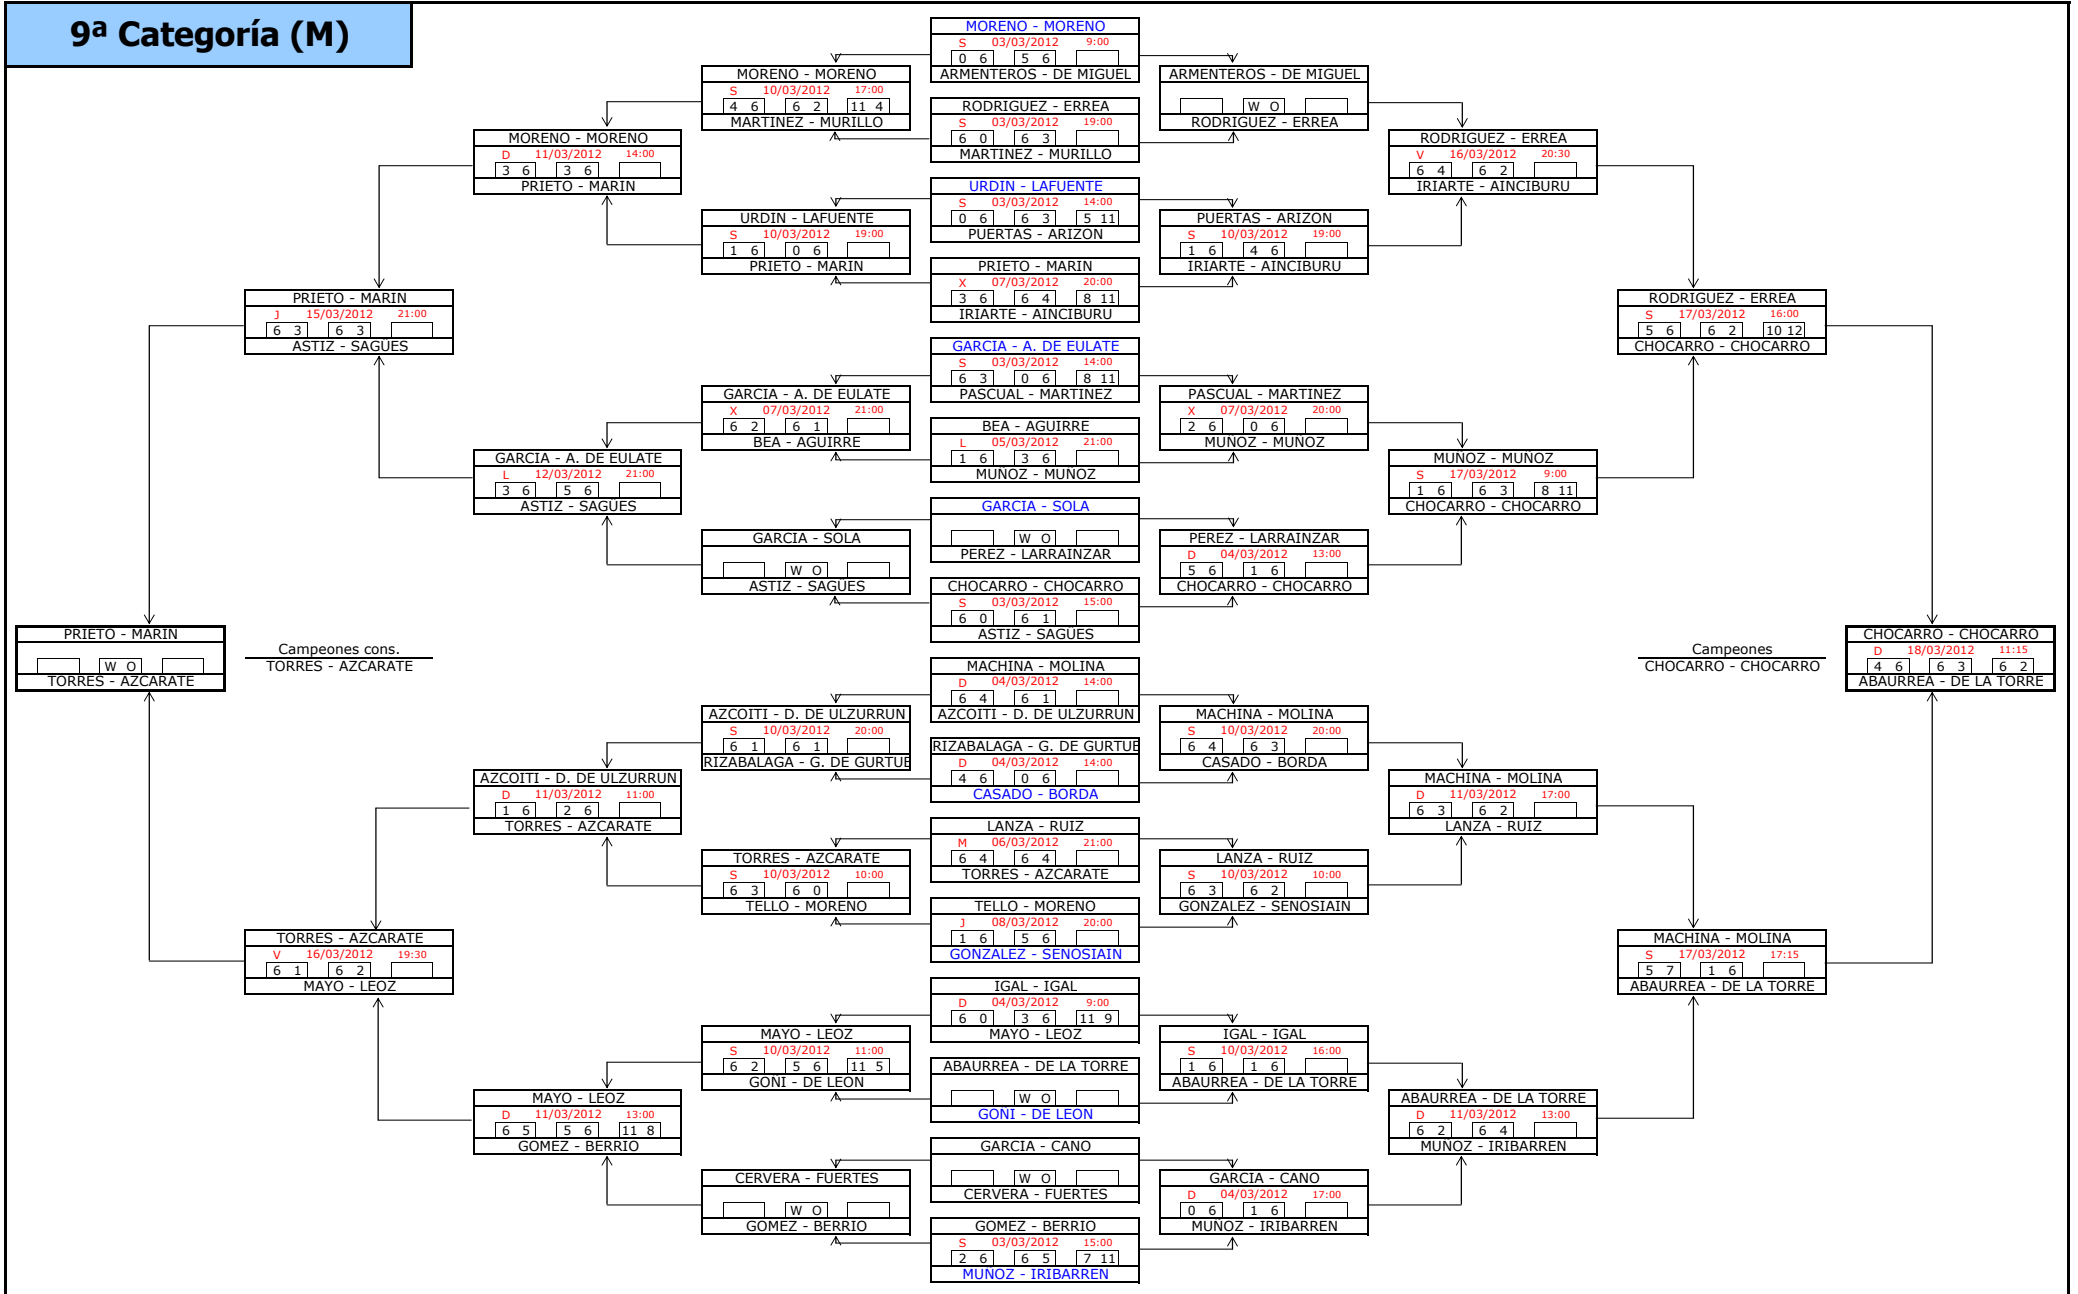 9ª Categoría (M)
MORENO - MORENO
S 03/03/2012 9:00
0 6 5 6
ARMENTEROS - DE MIGUEL
RODRIGUEZ - ERREA
S 03/03/2012 19:00
6 0 6 3
MARTINEZ - MURILLO
URDIN - LAFUENTE
S 03/03/2012 14:00
0 6 6 3 5 11
PUERTAS - ARIZON
PRIETO - MARIN
X 07/03/2012 20:00
3 6 6 4 8 11
IRIARTE - AINCIBURU
GARCIA - A. DE EULATE
S 03/03/2012 14:00
6 3 0 6 8 11
PASCUAL - MARTINEZ
BEA - AGUIRRE
L 05/03/2012 21:00
1 6 3 6
MUÑOZ - MUÑOZ
GARCIA - SOLA
W O
PEREZ - LARRAINZAR
CHOCARRO - CHOCARRO
S 03/03/2012 15:00
6 0 6 1
ASTIZ - SAGÜES
MACHINA - MOLINA
D 04/03/2012 14:00
6 4 6 1
AZCOITI - D. DE ULZURRUN
RIZABALAGA - G. DE GURTUE
D 04/03/2012 14:00
4 6 0 6
CASADO - BORDA
LANZA - RUIZ
M 06/03/2012 21:00
6 4 6 4
TORRES - AZCARATE
TELLO - MORENO
J 08/03/2012 20:00
1 6 5 6
GONZALEZ - SENOSIAIN
IGAL - IGAL
D 04/03/2012 9:00
6 0 3 6 11 9
MAYO - LEOZ
ABAURREA - DE LA TORRE
W O
GOÑI - DE LEON
GARCIA - CANO
W O
CERVERA - FUERTES
GOMEZ - BERRIO
S 03/03/2012 15:00
2 6 6 5 7 11
MUÑOZ - IRIBARREN
MORENO - MORENO
S 10/03/2012 17:00
4 6 6 2 11 4
MARTINEZ - MURILLO
URDIN - LAFUENTE
S 10/03/2012 19:00
1 6 0 6
PRIETO - MARIN
GARCIA - A. DE EULATE
X 07/03/2012 21:00
6 2 6 1
BEA - AGUIRRE
GARCIA - SOLA
W O
ASTIZ - SAGÜES
AZCOITI - D. DE ULZURRUN
S 10/03/2012 20:00
6 1 6 1
RIZABALAGA - G. DE GURTUE
TORRES - AZCARATE
S 10/03/2012 10:00
6 3 6 0
TELLO - MORENO
MAYO - LEOZ
S 10/03/2012 11:00
6 2 5 6 11 5
GOÑI - DE LEON
CERVERA - FUERTES
W O
GOMEZ - BERRIO
MORENO - MORENO
D 11/03/2012 14:00
3 6 3 6
PRIETO - MARIN
GARCIA - A. DE EULATE
L 12/03/2012 21:00
3 6 5 6
ASTIZ - SAGÜES
AZCOITI - D. DE ULZURRUN
D 11/03/2012 11:00
1 6 2 6
TORRES - AZCARATE
MAYO - LEOZ
D 11/03/2012 13:00
6 5 5 6 11 8
GOMEZ - BERRIO
PRIETO - MARIN
J 15/03/2012 21:00
6 3 6 3
ASTIZ - SAGÜES
TORRES - AZCARATE
V 16/03/2012 19:30
6 1 6 2
MAYO - LEOZ
PRIETO - MARIN
W O
TORRES - AZCARATE
Campeones cons.
TORRES - AZCARATE
ARMENTEROS - DE MIGUEL
W O
RODRIGUEZ - ERREA
PUERTAS - ARIZON
S 10/03/2012 19:00
1 6 4 6
IRIARTE - AINCIBURU
PASCUAL - MARTINEZ
X 07/03/2012 20:00
2 6 0 6
MUÑOZ - MUÑOZ
PEREZ - LARRAINZAR
D 04/03/2012 13:00
5 6 1 6
CHOCARRO - CHOCARRO
MACHINA - MOLINA
S 10/03/2012 20:00
6 4 6 3
CASADO - BORDA
LANZA - RUIZ
S 10/03/2012 10:00
6 3 6 2
GONZALEZ - SENOSIAIN
IGAL - IGAL
S 10/03/2012 16:00
1 6 1 6
ABAURREA - DE LA TORRE
GARCIA - CANO
D 04/03/2012 17:00
0 6 1 6
MUÑOZ - IRIBARREN
RODRIGUEZ - ERREA
V 16/03/2012 20:30
6 4 6 2
IRIARTE - AINCIBURU
MUÑOZ - MUÑOZ
S 17/03/2012 9:00
1 6 6 3 8 11
CHOCARRO - CHOCARRO
MACHINA - MOLINA
D 11/03/2012 17:00
6 3 6 2
LANZA - RUIZ
ABAURREA - DE LA TORRE
D 11/03/2012 13:00
6 2 6 4
MUÑOZ - IRIBARREN
RODRIGUEZ - ERREA
S 17/03/2012 16:00
5 6 6 2 10 12
CHOCARRO - CHOCARRO
MACHINA - MOLINA
S 17/03/2012 17:15
5 7 1 6
ABAURREA - DE LA TORRE
Campeones
CHOCARRO - CHOCARRO
CHOCARRO - CHOCARRO
D 18/03/2012 11:15
4 6 6 3 6 2
ABAURREA - DE LA TORRE